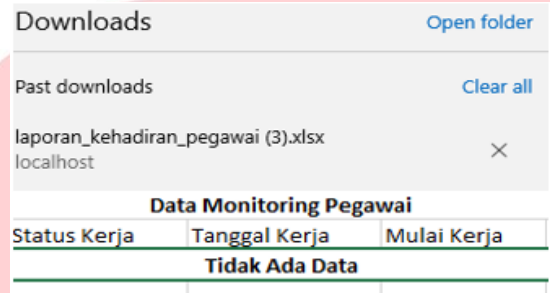 Downloads Open folder
Past downloads Clear all
laporan_kehadiran_pegawai (3).xlsx
localhost
Data Monitoring Pegawai
Status Kerja Tanggal Kerja Mulai Kerja
Tidak Ada Data